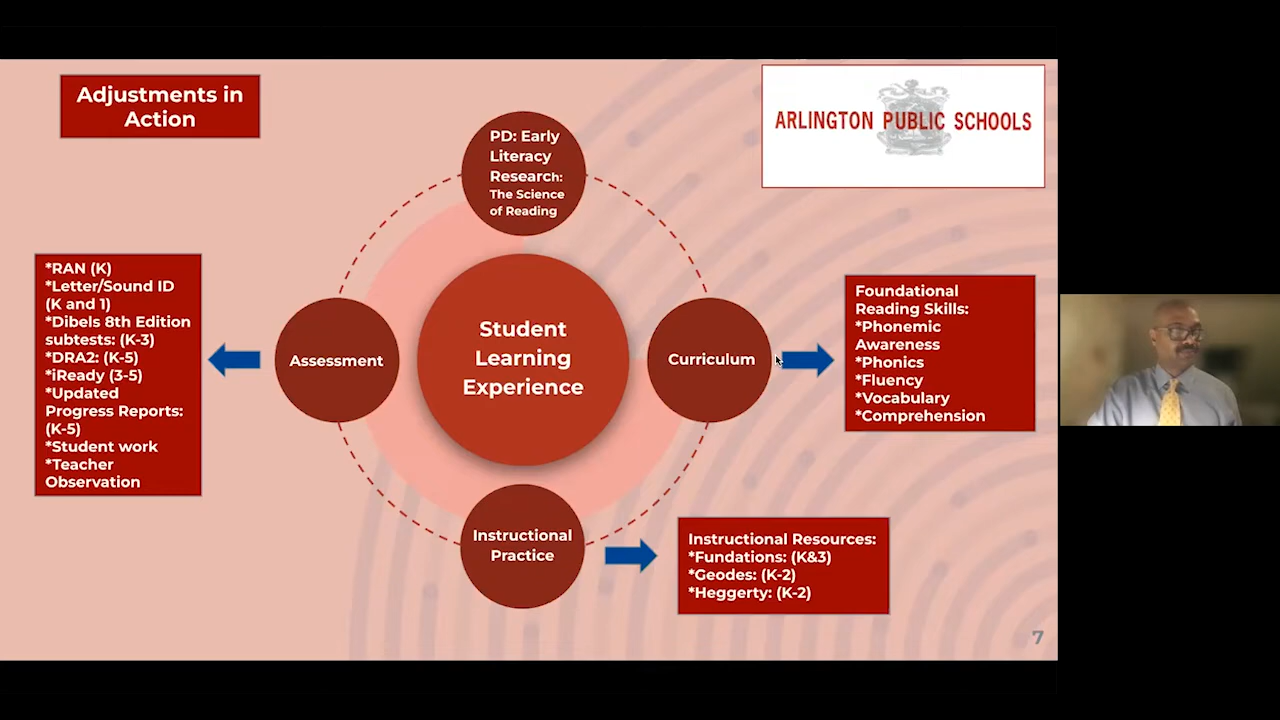 Adjustments in
Action
ARLINGTON PUBLIC SCHOOLS
PD: Early
Literacy
Research:
The Science
of Reading
*RAN (K)
*Letter/Sound ID
(K and 1)
*Dibels 8th Edition
subtests: (K-3)
*DRA2: (K-5)
*iReady (3-5)
*Updated
Progress Reports:
(K-5)
*Student work
*Teacher
Observation
Assessment
Student
Learning
Experience
Curriculum
Foundational
Reading Skills:
*Phonemic
Awareness
*Phonics
*Fluency
*Vocabulary
*Comprehension
Instructional
Practice
Instructional Resources:
*Fundations: (K&3)
*Geodes: (K-2)
*Heggerty: (K-2)
7